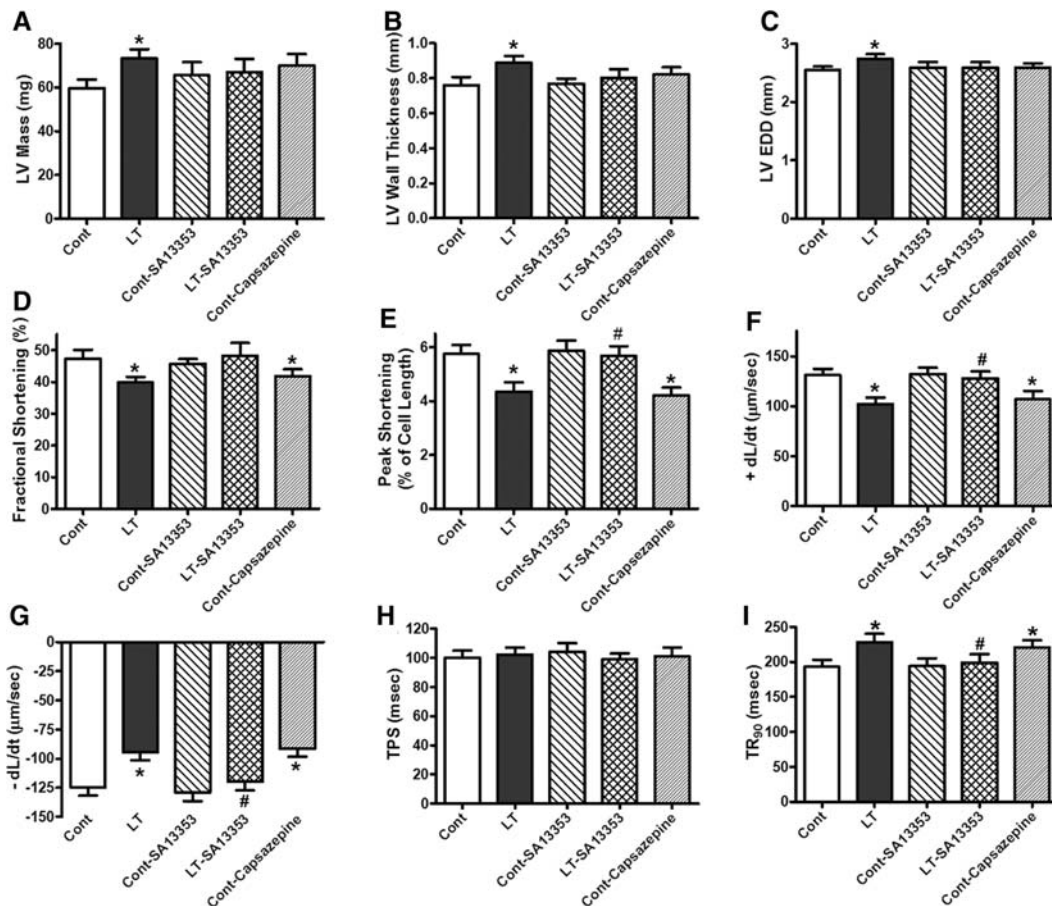 A
LV Mass (mg)
80
60
40
20
0
*
Cont
LT
Cont-SA13353
LT-SA13353
Cont-Capsazepine
B
LV Wall Thickness (mm)
1.0
0.8
0.6
0.4
0.2
0.0
*
Cont
LT
Cont-SA13353
LT-SA13353
Cont-Capsazepine
C
LV EDD (mm)
3
2
1
0
*
Cont
LT
Cont-SA13353
LT-SA13353
Cont-Capsazepine
D
Fractional Shortening (%)
50
40
30
20
10
0
*
*
Cont
LT
Cont-SA13353
LT-SA13353
Cont-Capsazepine
E
Peak Shortening
(% of Cell Length)
6
4
2
0
*
#
*
Cont
LT
Cont-SA13353
LT-SA13353
Cont-Capsezapine
F
+ dL/dt (μm/sec)
150
100
50
0
*
#
*
Cont
LT
Cont-SA13353
LT-SA13353
Cont-Capsazepine
G
- dL/dt (μm/sec)
0
-25
-50
-75
-100
-125
-150
*
#
*
Cont
LT
Cont-SA13353
LT-SA13353
Cont-Capsazepine
H
TPS (msec)
120
100
80
60
40
20
0
Cont
LT
Cont-SA13353
LT-SA13353
Cont-Capsazepine
I
TR90 (msec)
250
200
150
100
50
0
*
#
*
Cont
LT
Cont-SA13353
LT-SA13353
Cont-Capsazepine